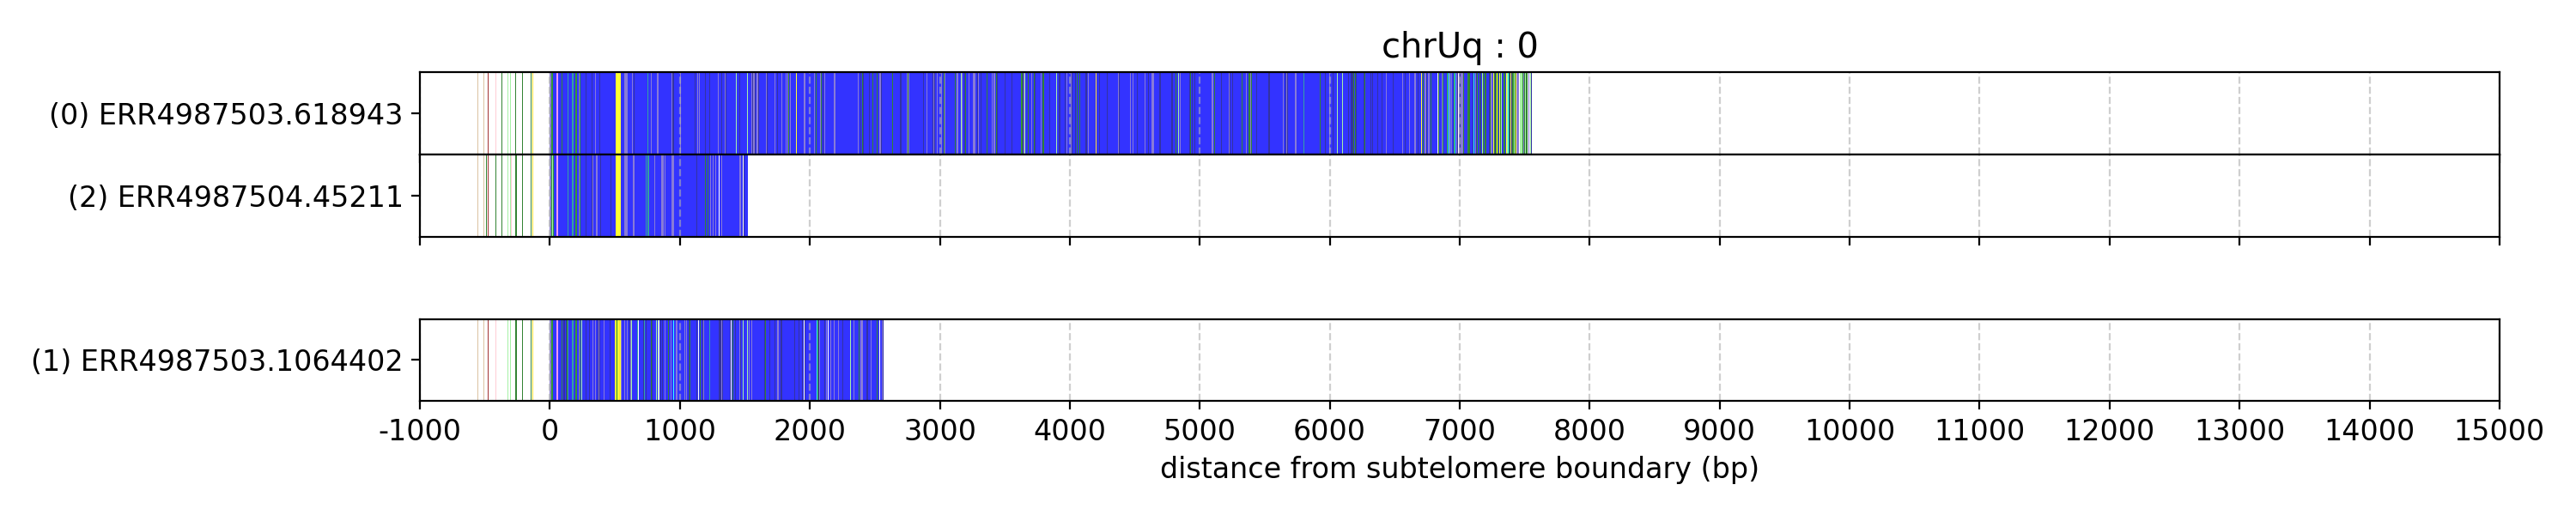 chrUq : 0
(0) ERR4987503.618943
(2) ERR4987504.45211
(1) ERR4987503.1064402
-1000 0 1000 2000 3000 4000 5000 6000 7000 8000 9000 10000 11000 12000 13000 14000 15000
distance from subtelomere boundary (bp)